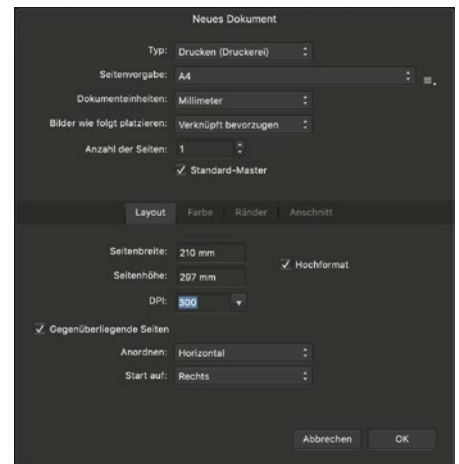 Neues Dokument
Typ: Drucken (Druckerei)
Seitenvorgabe: A4
Dokumenteinheiten: Millimeter
Bilder wie folgt platzieren: Verknüpft bevorzugen
Anzahl der Seiten: 1
Standard-Master
Layout Farbe Ränder Anschnitt
Seitenbreite: 210 mm
Hochformat
Seitenhöhe: 297 mm
DPI: 300
Gegenüberliegende Seiten
Anordnen: Horizontal
Start auf: Rechts
Abbrechen OK